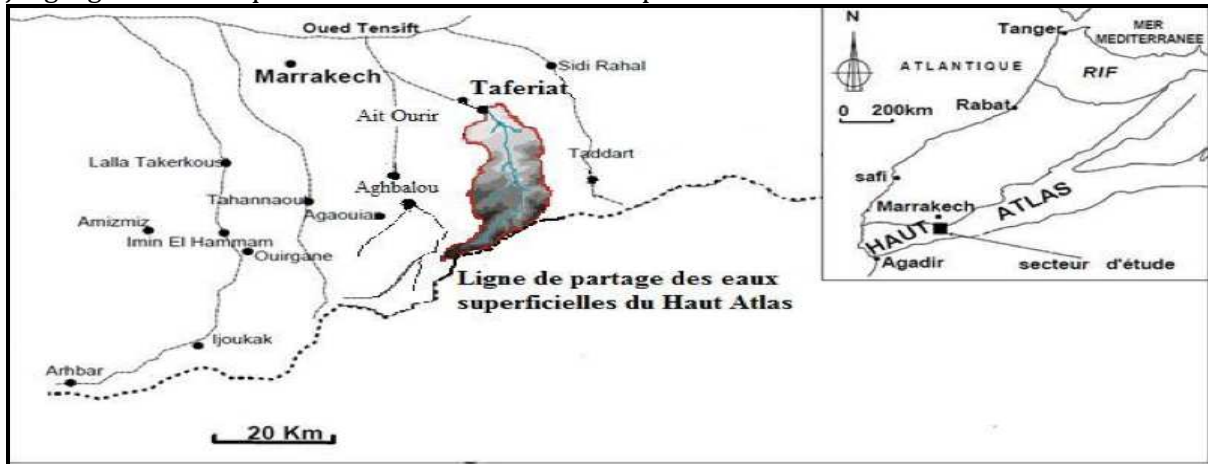 Oued Tensift
Marrakech
Sidi Rahal
Taferiat
Ait Ourir
Lalla Takerkous
Taddart
Aghbalou
Tahannaou
Agaouia
Amizmiz
Imin El Hammam
Ouirgane
Ligne de partage des eaux
superficielles du Haut Atlas
Ijoukak
Arhbar
20 Km
N
Tanger
MER
MEDITERRANEE
ATLANTIQUE
RIF
0 200km
Rabat
safi
Marrakech
HAUT ATLAS
Agadir
secteur d'étude